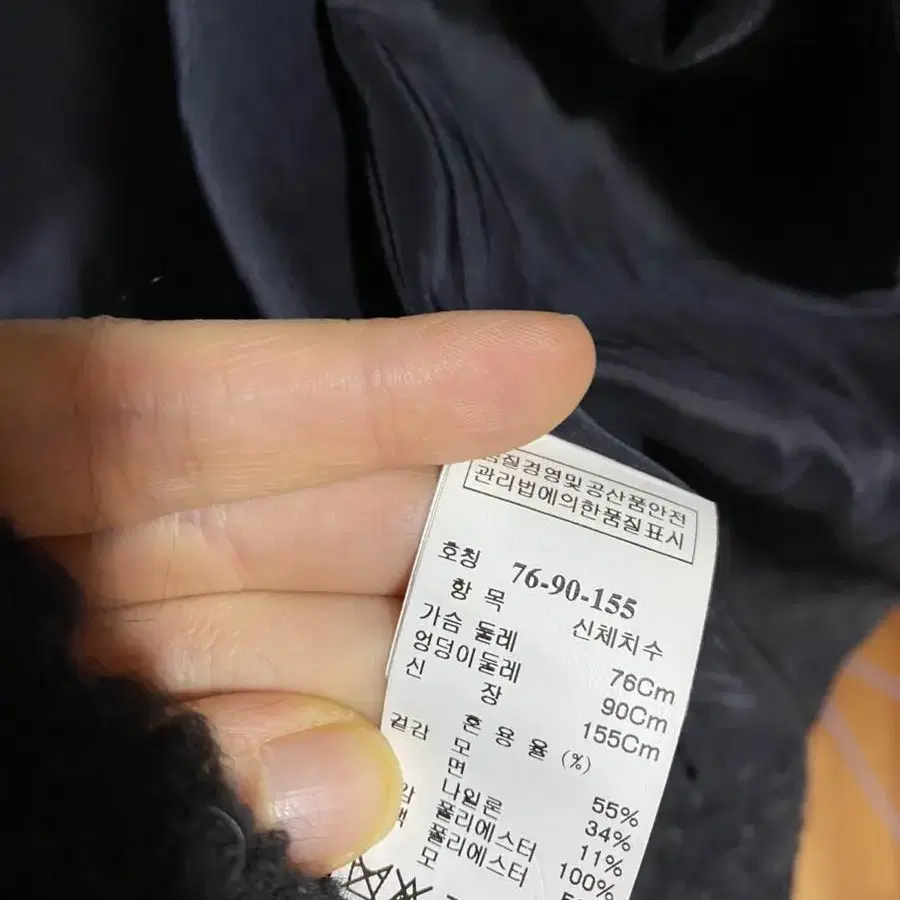 품질경영및공산품안전
관리법에의한품질표시
호칭 76-90-155
항 목 신체치수
가슴 둘레 76Cm
엉덩이둘레 90Cm
신 장 155Cm
겉감 혼 용 율 (%)
모 55%
면 34%
나일론 11%
폴리에스터 100%
폴리에스터
모